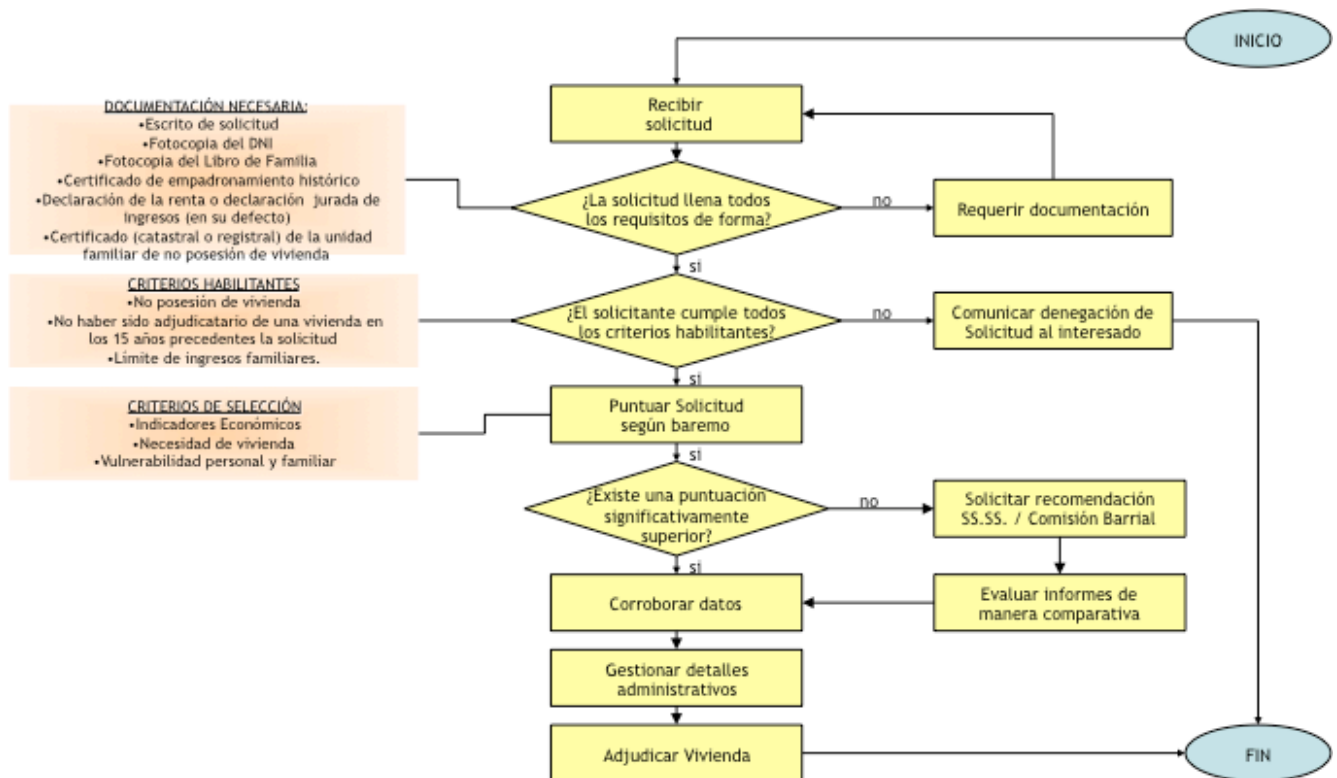 INICIO
Recibir
solicitud
DOCUMENTACIÓN NECESARIA:
•Escrito de solicitud
•Fotocopia del DNI
•Fotocopia del Libro de Familia
•Certificado de empadronamiento histórico
•Declaración de la renta o declaración jurada de
ingresos (en su defecto)
•Certificado (catastral o registral) de la unidad
familiar de no posesión de vivienda
¿La solicitud llena todos
los requisitos de forma?
no
Requerir documentación
si
CRITERIOS HABILITANTES
•No posesión de vivienda
•No haber sido adjudicatario de una vivienda en
los 15 años precedentes la solicitud
•Límite de ingresos familiares.
¿El solicitante cumple todos
los criterios habilitantes?
no
Comunicar denegación de
Solicitud al interesado
si
CRITERIOS DE SELECCIÓN
•Indicadores Económicos
•Necesidad de vivienda
•Vulnerabilidad personal y familiar
Puntuar Solicitud
según baremo
si
¿Existe una puntuación
significativamente
superior?
no
Solicitar recomendación
SS.SS. / Comisión Barrial
si
Corroborar datos
Evaluar informes de
manera comparativa
Gestionar detalles
administrativos
Adjudicar Vivienda
FIN